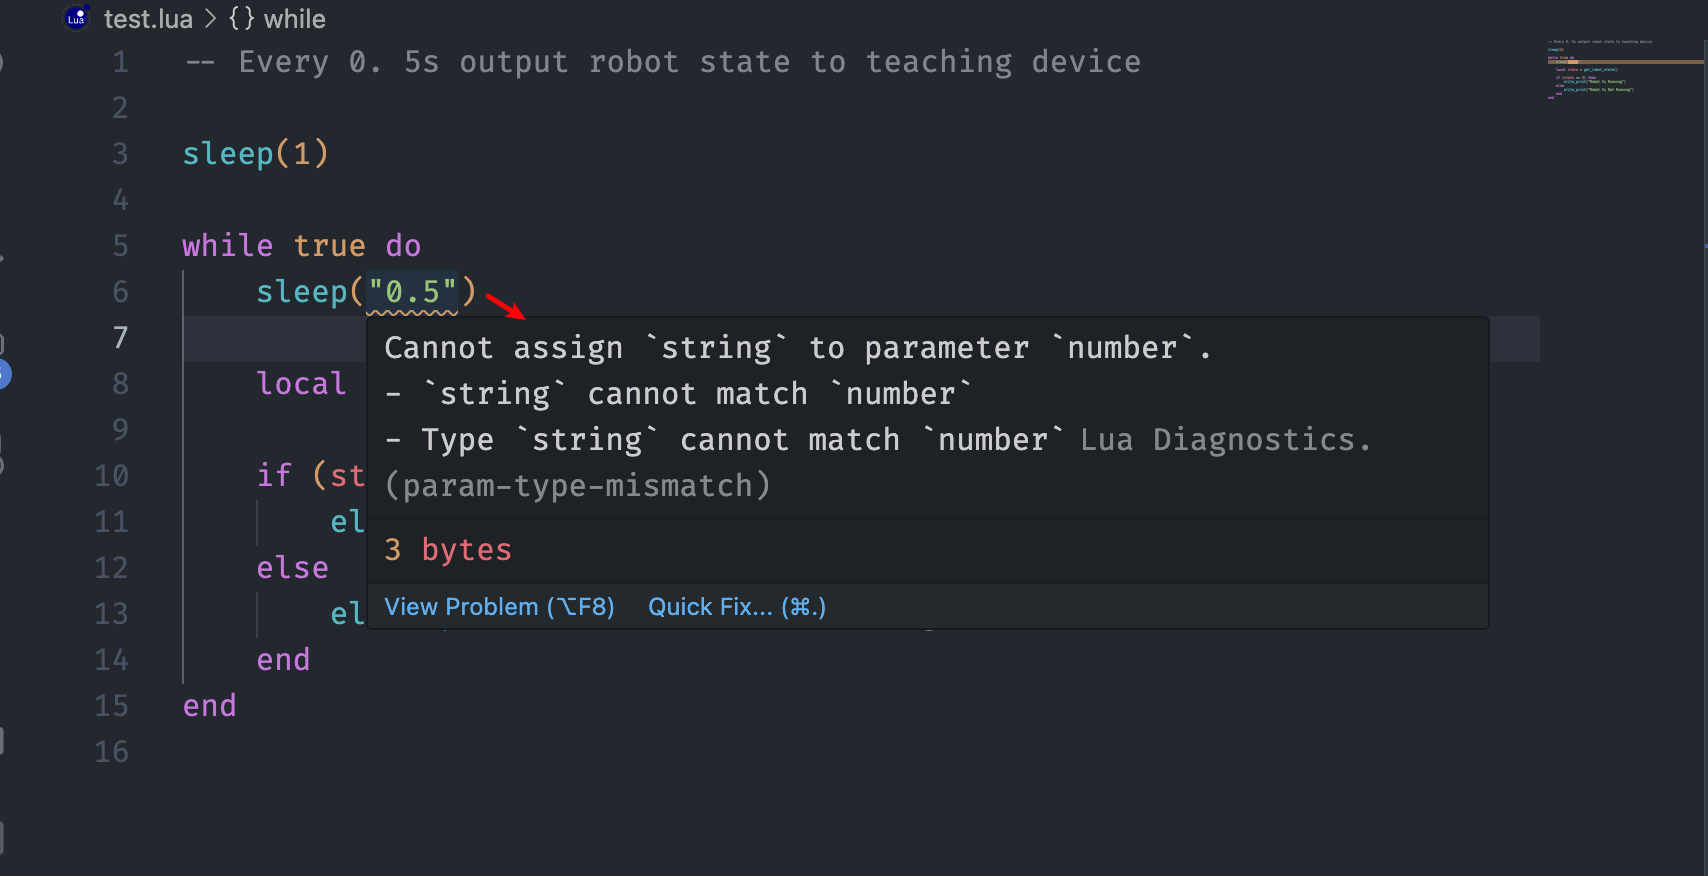 test.lua > {} while
1 -- Every 0. 5s output robot state to teaching device
2
3 sleep(1)
4
5 while true do
6 sleep("0.5")
7
8 local
9
10 if (st
11 el
12 else
13 el
14 end
15 end
16
Cannot assign `string` to parameter `number`.
- `string` cannot match `number`
- Type `string` cannot match `number` Lua Diagnostics.
(param-type-mismatch)
3 bytes
View Problem (⌥F8) Quick Fix... (⌘.)